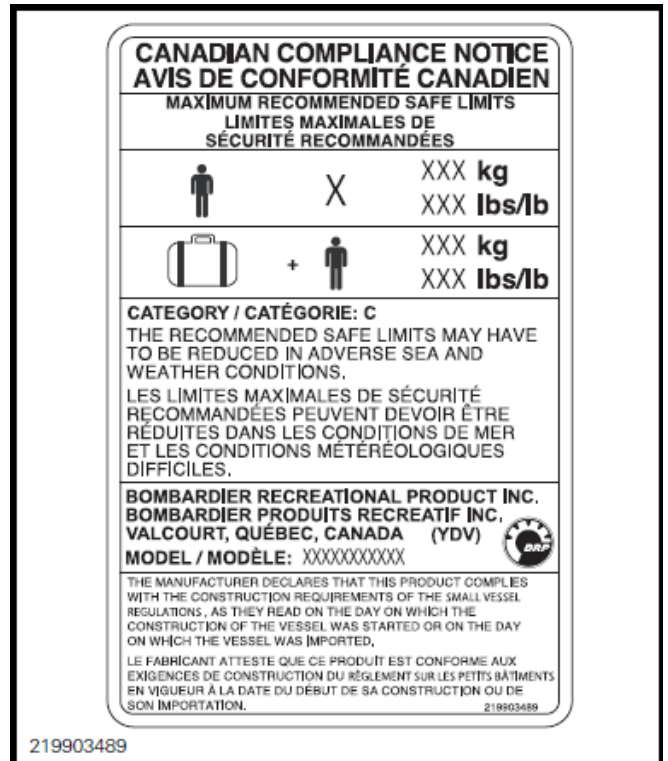 CANADIAN COMPLIANCE NOTICE
AVIS DE CONFORMITÉ CANADIEN
MAXIMUM RECOMMENDED SAFE LIMITS
LIMITES MAXIMALES DE
SÉCURITÉ RECOMMANDÉES
X XXX kg
XXX lbs/lb
+ XXX kg
XXX lbs/lb
CATEGORY / CATÉGORIE: C
THE RECOMMENDED SAFE LIMITS MAY HAVE
TO BE REDUCED IN ADVERSE SEA AND
WEATHER CONDITIONS.
LES LIMITES MAXIMALES DE SÉCURITÉ
RECOMMANDÉES PEUVENT DEVOIR ÊTRE
RÉDUITES DANS LES CONDITIONS DE MER
ET LES CONDITIONS MÉTÉRÉOLOGIQUES
DIFFICILES.
BOMBARDIER RECREATIONAL PRODUCT INC.
BOMBARDIER PRODUITS RECREATIF INC.
VALCOURT, QUÉBEC, CANADA (YDV)
BRP
MODEL / MODÈLE: XXXXXXXXXXX
THE MANUFACTURER DECLARES THAT THIS PRODUCT COMPLIES
WITH THE CONSTRUCTION REQUIREMENTS OF THE SMALL VESSEL
REGULATIONS, AS THEY READ ON THE DAY ON WHICH THE
CONSTRUCTION OF THE VESSEL WAS STARTED OR ON THE DAY
ON WHICH THE VESSEL WAS IMPORTED.
LE FABRICANT ATTESTE QUE CE PRODUIT EST CONFORME AUX
EXIGENCES DE CONSTRUCTION DU RÈGLEMENT SUR LES PETITS BÂTIMENTS
EN VIGUEUR À LA DATE DU DÉBUT DE SA CONSTRUCTION OU DE
SON IMPORTATION. 219903489
219903489